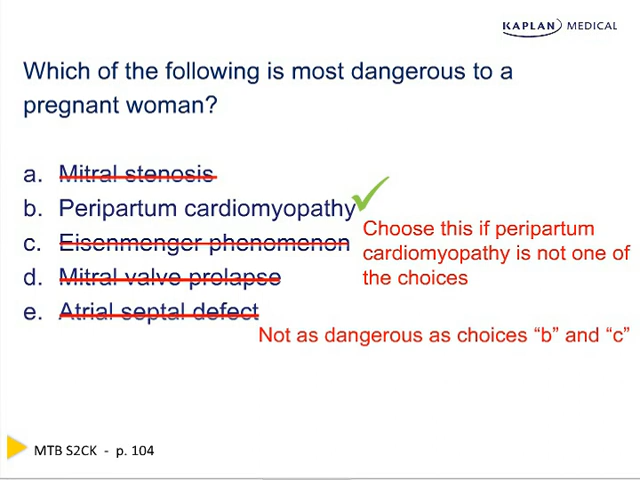 KAPLAN MEDICAL
Which of the following is most dangerous to a
pregnant woman?
a. Mitral stenosis
b. Peripartum cardiomyopathy
c. Eisenmenger phenomenon
d. Mitral valve prolapse
e. Atrial septal defect
Choose this if peripartum
cardiomyopathy is not one of
the choices
Not as dangerous as choices “b” and “c”
MTB S2CK - p. 104